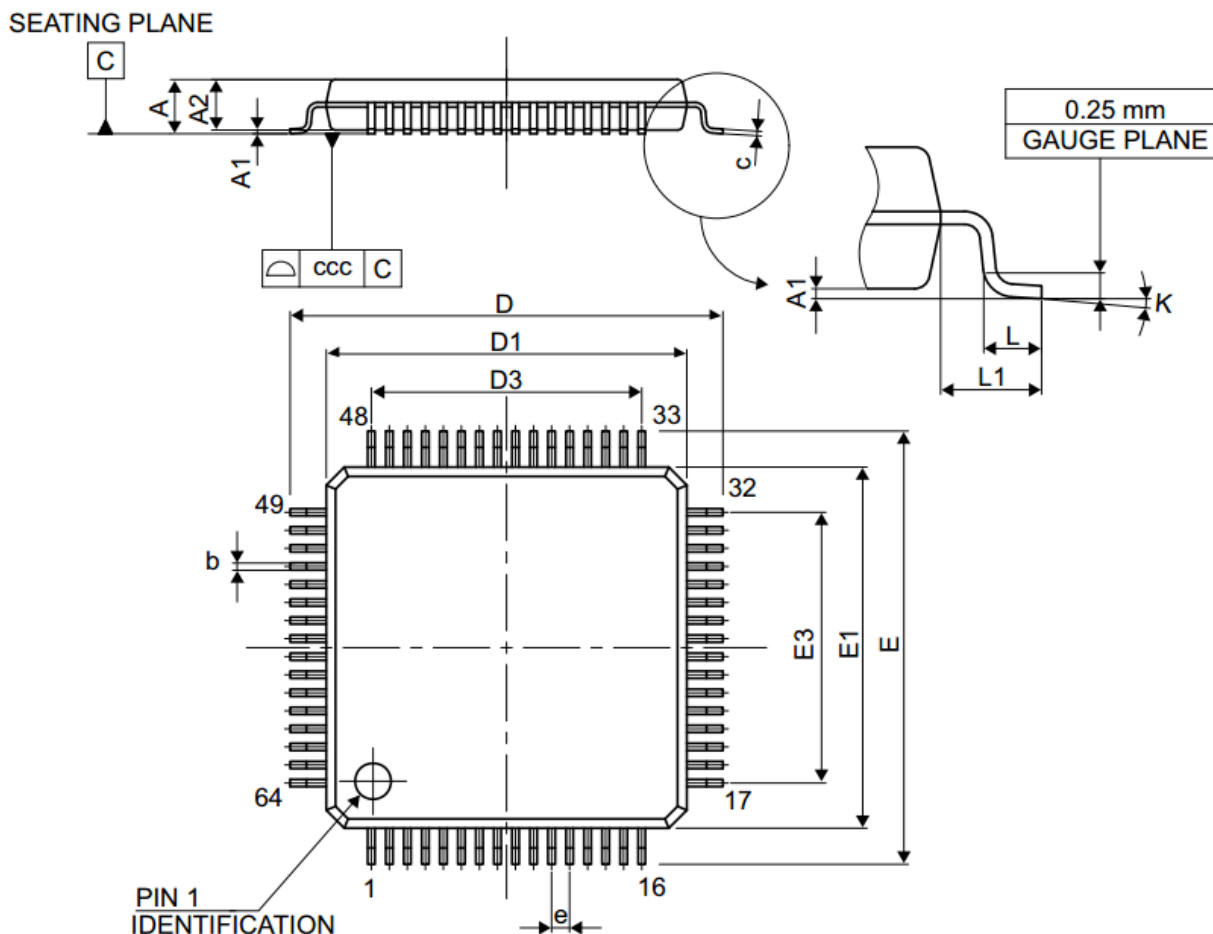 SEATING PLANE
C
A
A2
A1
c
ccc C
0.25 mm
GAUGE PLANE
A1
K
L
L1
D
D1
D3
48
33
49
32
b
E3
E1
E
64
17
1
16
PIN 1
IDENTIFICATION
e